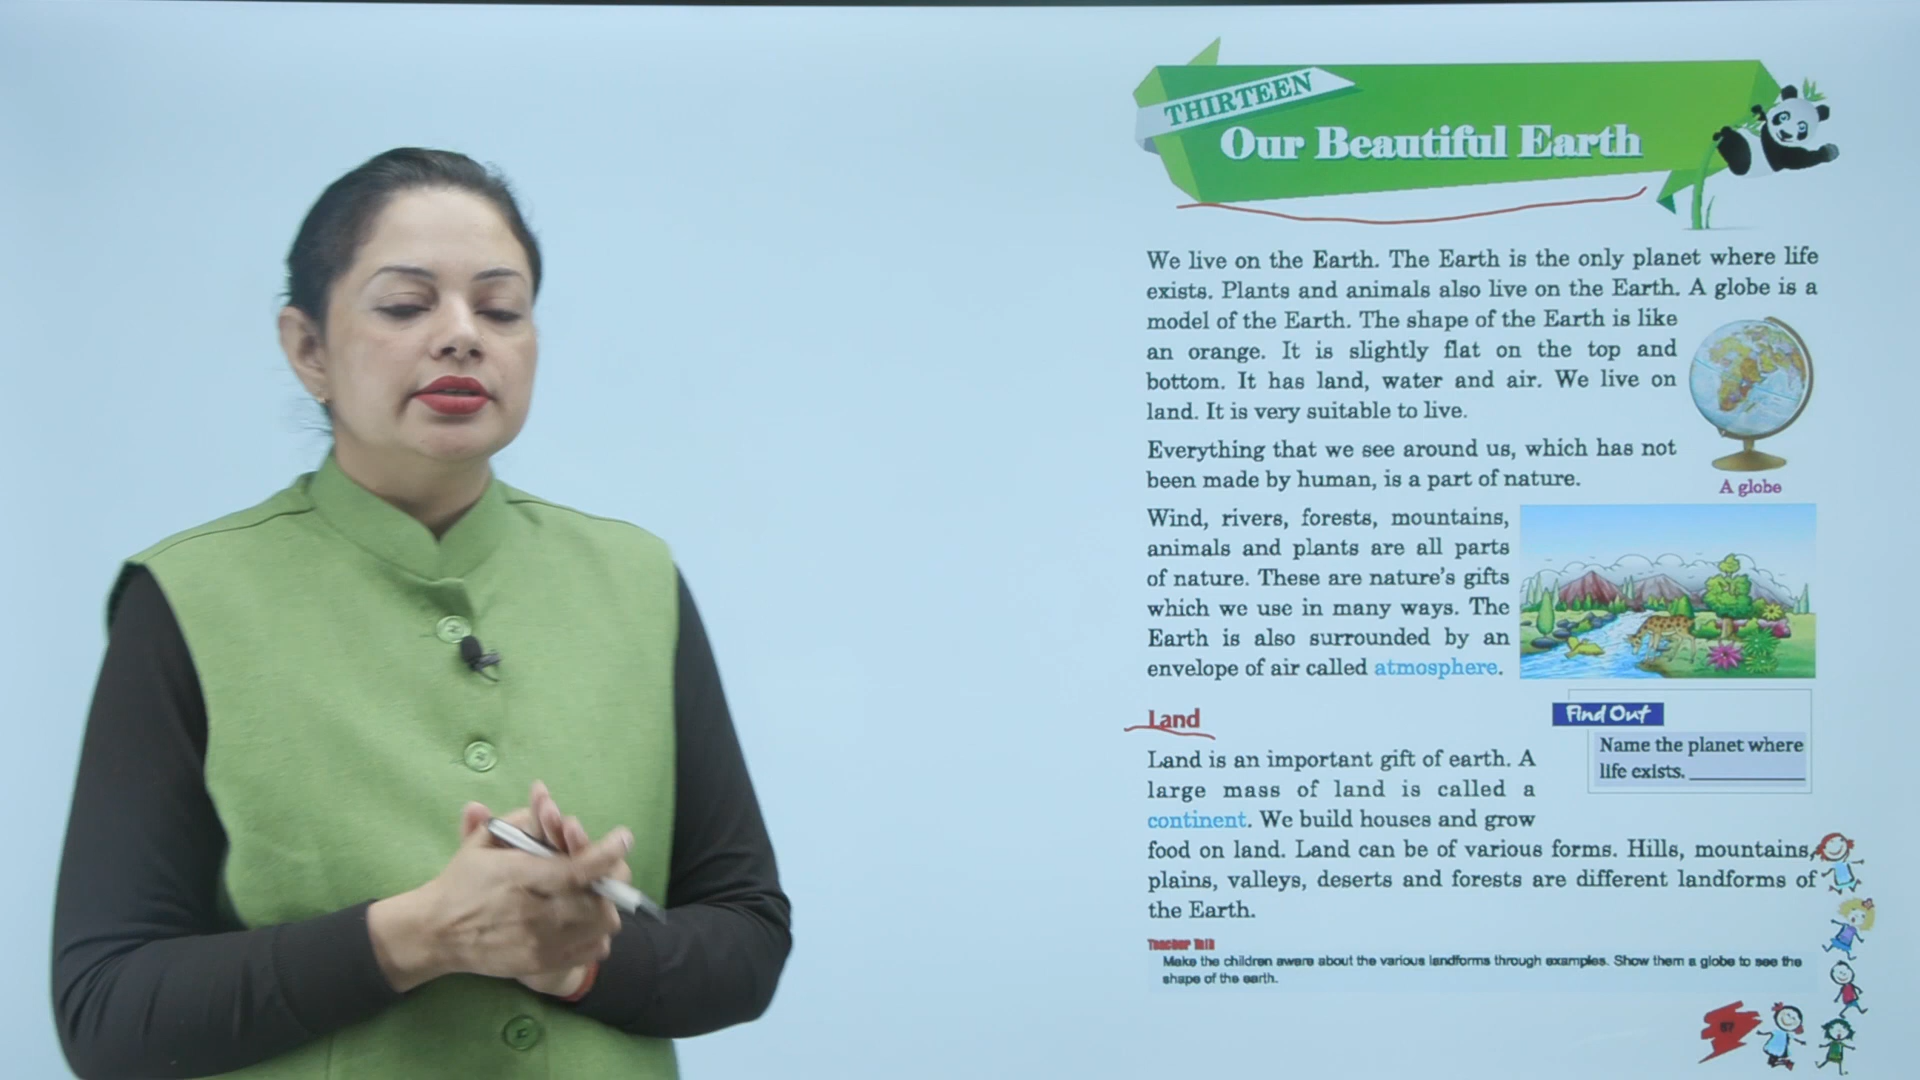 THIRTEEN
Our Beautiful Earth
We live on the Earth. The Earth is the only planet where life
exists. Plants and animals also live on the Earth. A globe is a
model of the Earth. The shape of the Earth is like
an orange. It is slightly flat on the top and
bottom. It has land, water and air. We live on
land. It is very suitable to live.
Everything that we see around us, which has not
been made by human, is a part of nature.
A globe
Wind, rivers, forests, mountains,
animals and plants are all parts
of nature. These are nature's gifts
which we use in many ways. The
Earth is also surrounded by an
envelope of air called atmosphere.
Land
Find Out
Name the planet where
life exists. ____________
Land is an important gift of earth. A
large mass of land is called a
continent. We build houses and grow
food on land. Land can be of various forms. Hills, mountains,
plains, valleys, deserts and forests are different landforms of
the Earth.
Teacher Talk
Make the children aware about the various landforms through examples. Show them a globe to see the
shape of the earth.
57